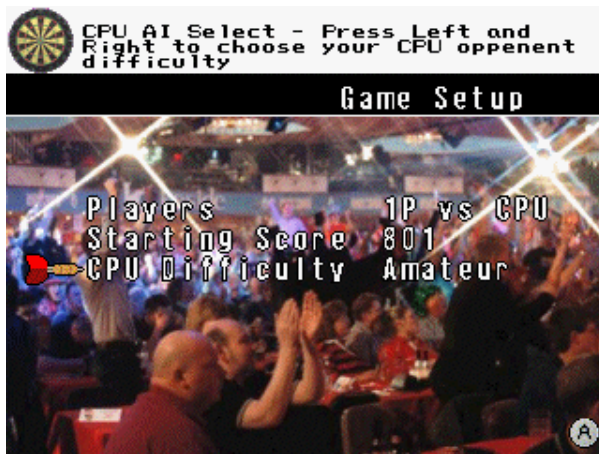 CPU AI Select - Press Left and
Right to choose your CPU oppenent
difficulty
Game Setup
Players 1P vs CPU
Starting Score 801
CPU Difficulty Amateur
A